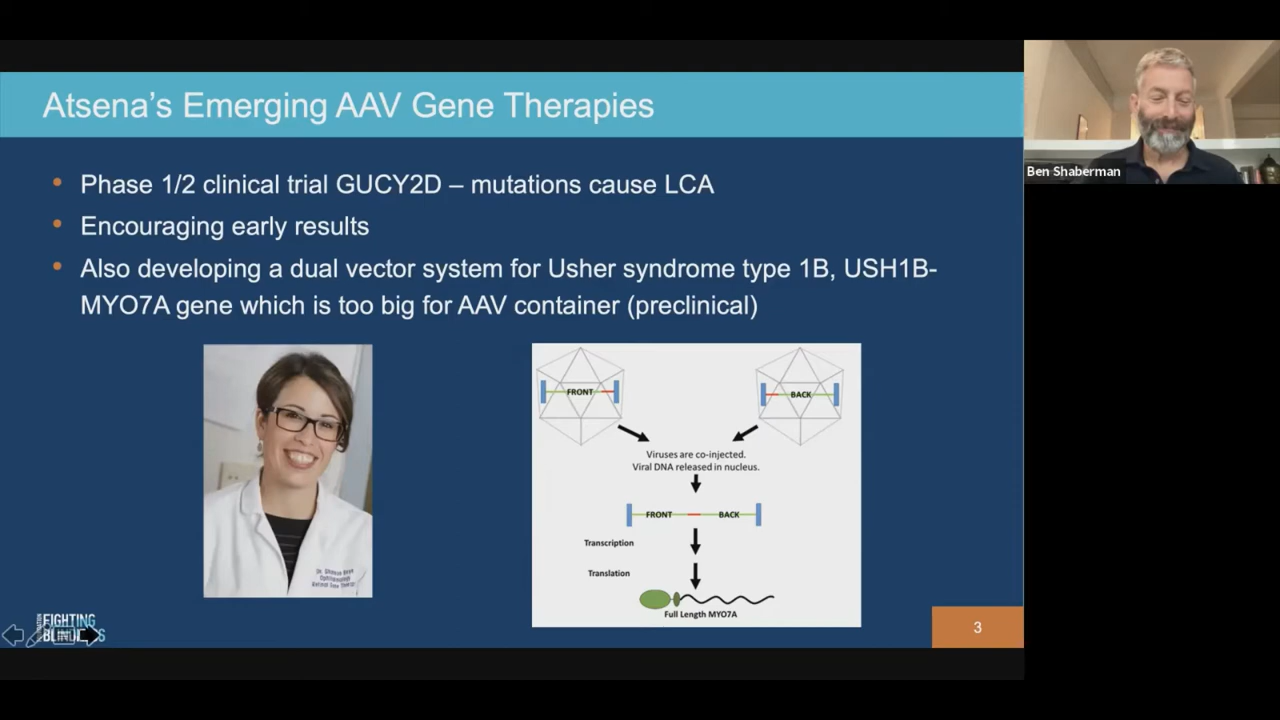 Atsena's Emerging AAV Gene Therapies
Ben Shaberman
• Phase 1/2 clinical trial GUCY2D – mutations cause LCA
• Encouraging early results
• Also developing a dual vector system for Usher syndrome type 1B, USH1B-
MYO7A gene which is too big for AAV container (preclinical)
FRONT
BACK
Viruses are co-injected.
Viral DNA released in nucleus.
FRONT
BACK
Transcription
Translation
Full Length MYO7A
Ophthalmology
FIGHTING
3